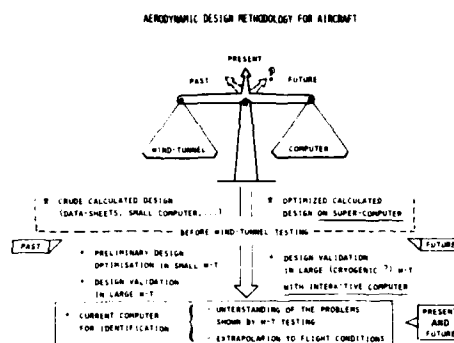 AERODYNAMIC DESIGN METHODOLOGY FOR AIRCRAFT
PRESENT
PAST ? FUTURE
WIND-TUNNEL COMPUTER
* CRUDE CALCULATED DESIGN
(DATA-SHEETS, SMALL COMPUTER,...)
* OPTIMIZED CALCULATED
DESIGN ON SUPER-COMPUTER
BEFORE WIND-TUNNEL TESTING
PAST
FUTURE
* PRELIMINARY DESIGN
OPTIMISATION IN SMALL W-T
* DESIGN VALIDATION
IN LARGE W-T
* DESIGN VALIDATION
IN LARGE (CRYOGENIC ?) W-T
WITH INTERACTIVE COMPUTER
* CURRENT COMPUTER
FOR IDENTIFICATION
- UNTERSTANDING OF THE PROBLEMS
SHOWN BY W-T TESTING
- EXTRAPOLATION TO FLIGHT CONDITIONS
PRESENT
AND
FUTURE